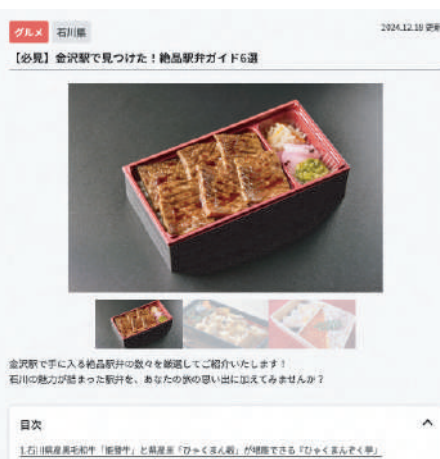 グルメ 石川県 2024.12.18 更新
【必見】金沢駅で見つけた！絶品駅弁ガイド6選
金沢駅で手に入る絶品駅弁の数々を厳選してご紹介いたします！
石川の魅力が詰まった駅弁を、あなたの旅の思い出に加えてみませんか？
目次
1.石川県産黒毛和牛「能登牛」と県産米「ひゃくまん穀」が堪能できる『ひゃくまんぞく弁』